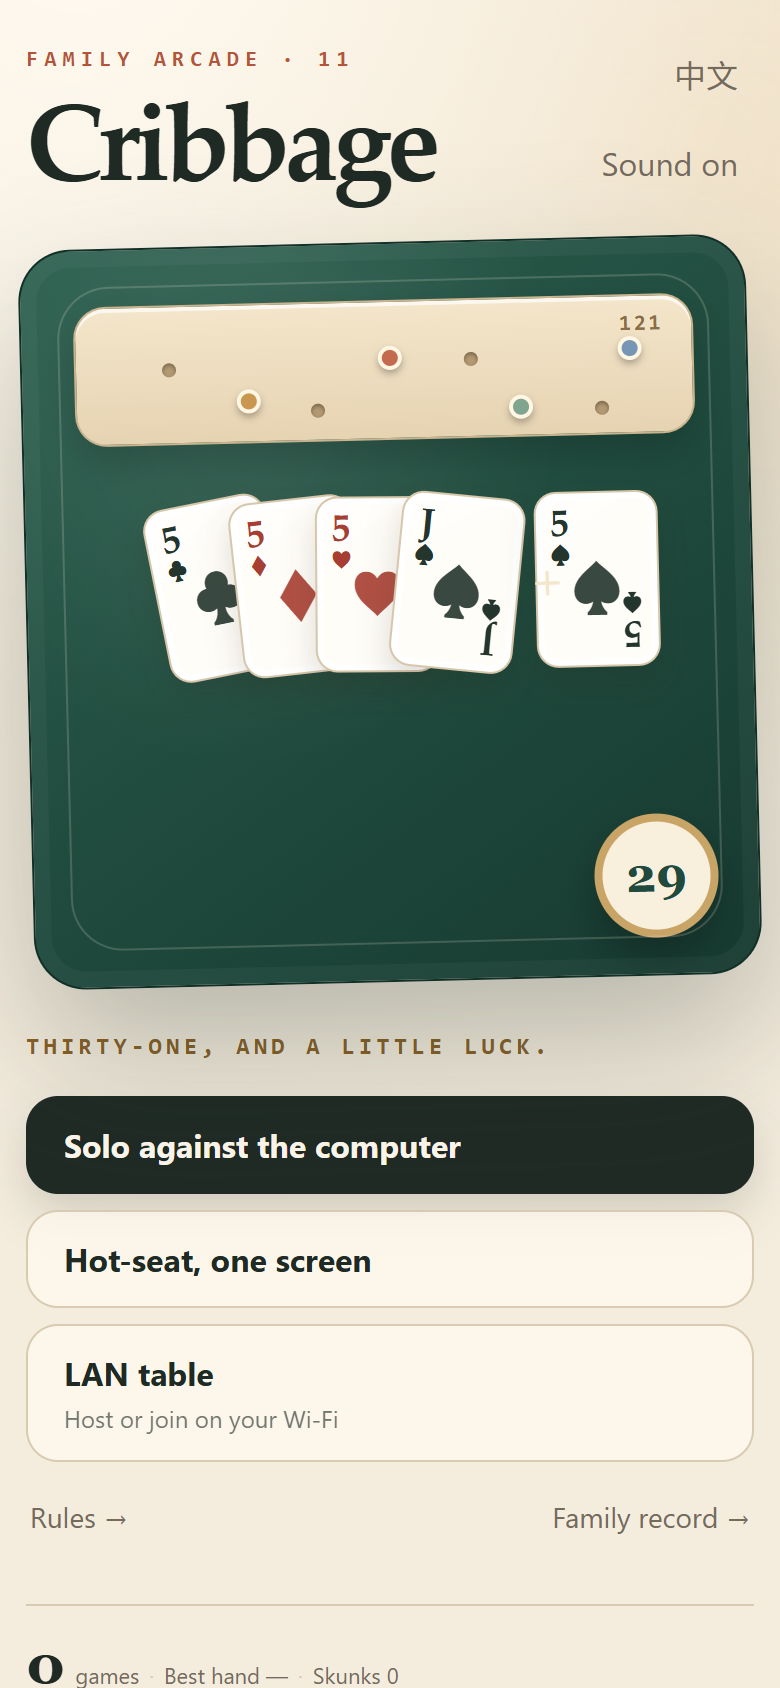 FAMILY ARCADE · 11
中文
Cribbage
Sound on
121
5 5 5 J 5
J 5
29
THIRTY-ONE, AND A LITTLE LUCK.
Solo against the computer
Hot-seat, one screen
LAN table
Host or join on your Wi-Fi
Rules →
Family record →
0 games · Best hand — · Skunks 0